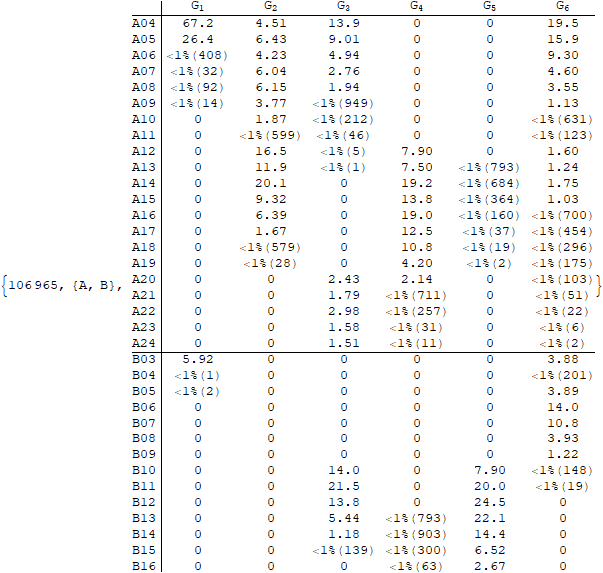 G₁ G₂ G₃ G₄ G₅ G₆
A04 67.2 4.51 13.9 0 0 19.5
A05 26.4 6.43 9.01 0 0 15.9
A06 <1%(408) 4.23 4.94 0 0 9.30
A07 <1%(32) 6.04 2.76 0 0 4.60
A08 <1%(92) 6.15 1.94 0 0 3.55
A09 <1%(14) 3.77 <1%(949) 0 0 1.13
A10 0 1.87 <1%(212) 0 0 <1%(631)
A11 0 <1%(599) <1%(46) 0 0 <1%(123)
A12 0 16.5 <1%(5) 7.90 0 1.60
A13 0 11.9 <1%(1) 7.50 <1%(793) 1.24
A14 0 20.1 0 19.2 <1%(684) 1.75
A15 0 9.32 0 13.8 <1%(364) 1.03
A16 0 6.39 0 19.0 <1%(160) <1%(700)
A17 0 1.67 0 12.5 <1%(37) <1%(454)
A18 0 <1%(579) 0 10.8 <1%(19) <1%(296)
A19 0 <1%(28) 0 4.20 <1%(2) <1%(175)
{106965, {A, B}, A20 0 0 2.43 2.14 0 <1%(103) }
A21 0 0 1.79 <1%(711) 0 <1%(51)
A22 0 0 2.98 <1%(257) 0 <1%(22)
A23 0 0 1.58 <1%(31) 0 <1%(6)
A24 0 0 1.51 <1%(11) 0 <1%(2)
B03 5.92 0 0 0 0 3.88
B04 <1%(1) 0 0 0 0 <1%(201)
B05 <1%(2) 0 0 0 0 3.89
B06 0 0 0 0 0 14.0
B07 0 0 0 0 0 10.8
B08 0 0 0 0 0 3.93
B09 0 0 0 0 0 1.22
B10 0 0 14.0 0 7.90 <1%(148)
B11 0 0 21.5 0 20.0 <1%(19)
B12 0 0 13.8 0 24.5 0
B13 0 0 5.44 <1%(793) 22.1 0
B14 0 0 1.18 <1%(903) 14.4 0
B15 0 0 <1%(139) <1%(300) 6.52 0
B16 0 0 0 <1%(63) 2.67 0